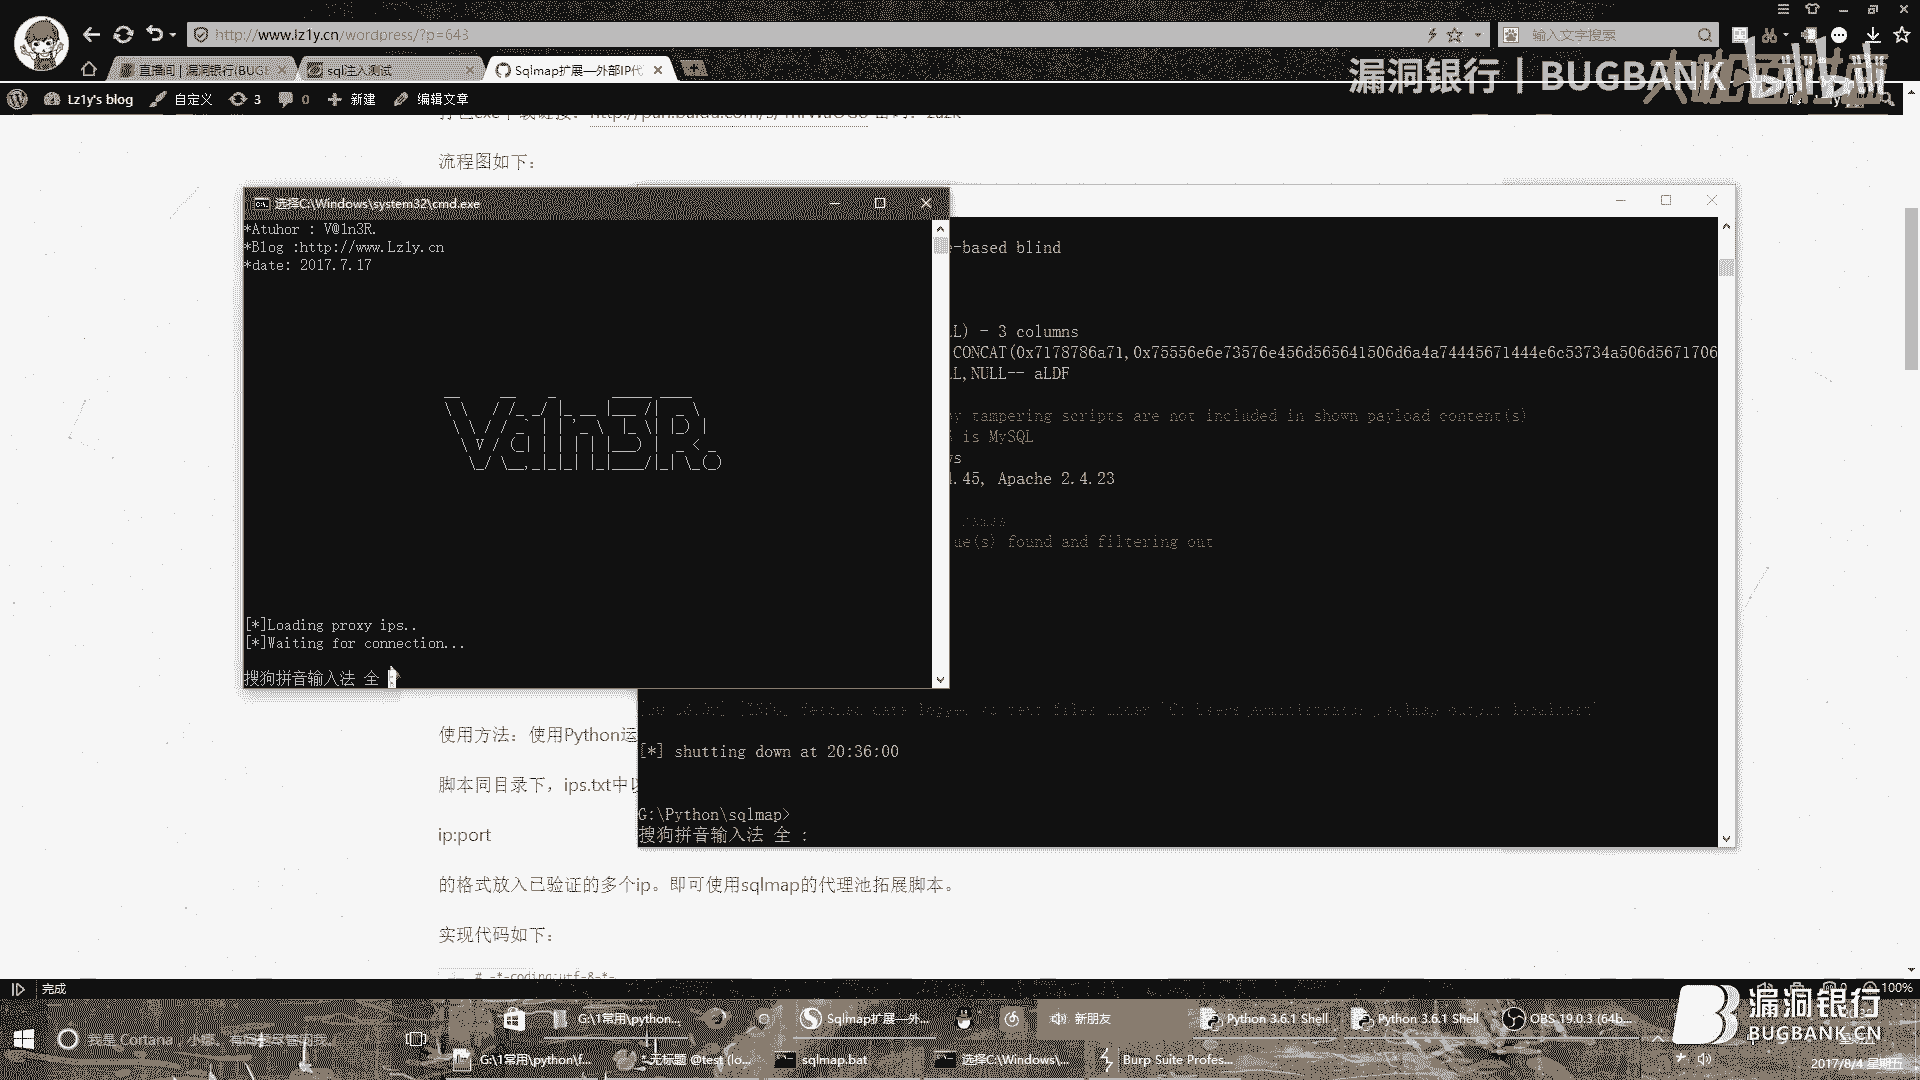 http://www.lz1y.cn/wordpress/?p=643
输入文字搜索
直播间 | 漏洞银行(BUGB
sql注入测试
Sqlmap扩展—外部IP代
漏洞银行 | BUGBANK
bilibili
Lz1y's blog
自定义
3
0
新建
编辑文章
流程图如下：
选择C:\Windows\system32\cmd.exe
*Atuhor : V@1n3R.
*Blog :http://www.Lz1y.cn
*date: 2017.7.17
[*]Loading proxy ips..
[*]Waiting for connection...
搜狗拼音输入法 全 :
-based blind
L) - 3 columns
CONCAT(0x7178786a71,0x75556e6e73576e456d565641506d6a4a74445671444e6c53734a506d5671706
L,NULL-- aLDF
y tampering scripts are not included in shown payload content(s)
is MySQL
ws
.45, Apache 2.4.23
ue(s) found and filtering out
[*] shutting down at 20:36:00
G:\Python\sqlmap>
搜狗拼音输入法 全 :
使用方法：使用Python运
脚本同目录下，ips.txt中以
ip:port
的格式放入已验证的多个ip。即可使用sqlmap的代理池拓展脚本。
实现代码如下：
# -*-coding:utf-8-*-
完成
100%
漏洞银行
BUGBANK.CN
G:\1常用\python...
Sqlmap扩展—外...
新朋友
Python 3.6.1 Shell
Python 3.6.1 Shell
OBS 19.0.3 (64b...
G:\1常用\python\f...
无标题 @test (lo...
sqlmap.bat
选择C:\Windows\...
Burp Suite Profes...
2017/8/4 星期五